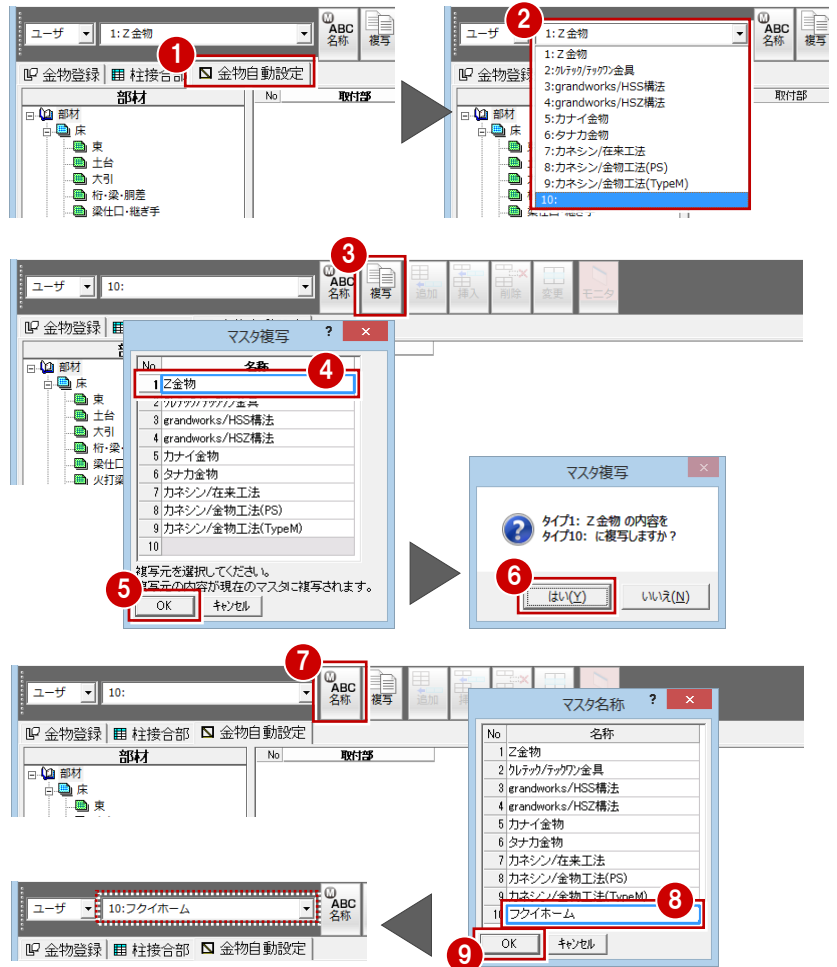 ユーザ
1:Z金物
ABC
名称
複写
1
金物登録
柱接合部
金物自動設定
部材
No
取付部
部材
床
束
土台
大引
桁・梁・胴差
梁仕口・継ぎ手
2
ユーザ
1:Z金物
ABC
名称
複写
金物登録
取付部
1:Z金物
2:クレテック/テックワン金具
3:grandworks/HSS構法
4:grandworks/HSZ構法
5:カナイ金物
6:タナカ金物
7:カネシン/在来工法
8:カネシン/金物工法(PS)
9:カネシン/金物工法(TypeM)
10:
部材
床
梁仕口・継ぎ手
3
ユーザ
10:
ABC
名称
複写
追加
挿入
削除
変更
モニタ
金物登録
部材
床
束
土台
大引
桁・梁・
梁仕口
火打梁
マスタ複写
?
×
No
名称
4
1 Z金物
2 クレテック/テックワン金具
3 grandworks/HSS構法
4 grandworks/HSZ構法
5 カナイ金物
6 タナカ金物
7 カネシン/在来工法
8 カネシン/金物工法(PS)
9 カネシン/金物工法(TypeM)
10
複写元を選択してください。
複写元の内容が現在のマスタに複写されます。
5
OK
キャンセル
マスタ複写
×
タイプ1: Z金物 の内容を
タイプ10: に複写しますか?
6
はい(Y)
いいえ(N)
7
ユーザ
10:
ABC
名称
複写
追加
金物登録
柱接合部
金物自動設定
部材
No
取付部
部材
床
束
マスタ名称
?
×
No
名称
1 Z金物
2 クレテック/テックワン金具
3 grandworks/HSS構法
4 grandworks/HSZ構法
5 カナイ金物
6 タナカ金物
7 カネシン/在来工法
8 カネシン/金物工法(PS)
9 カネシン/金物工法(TypeM)
8
10 フクイホーム
9
OK
キャンセル
ユーザ
10:フクイホーム
ABC
名称
金物登録
柱接合部
金物自動設定